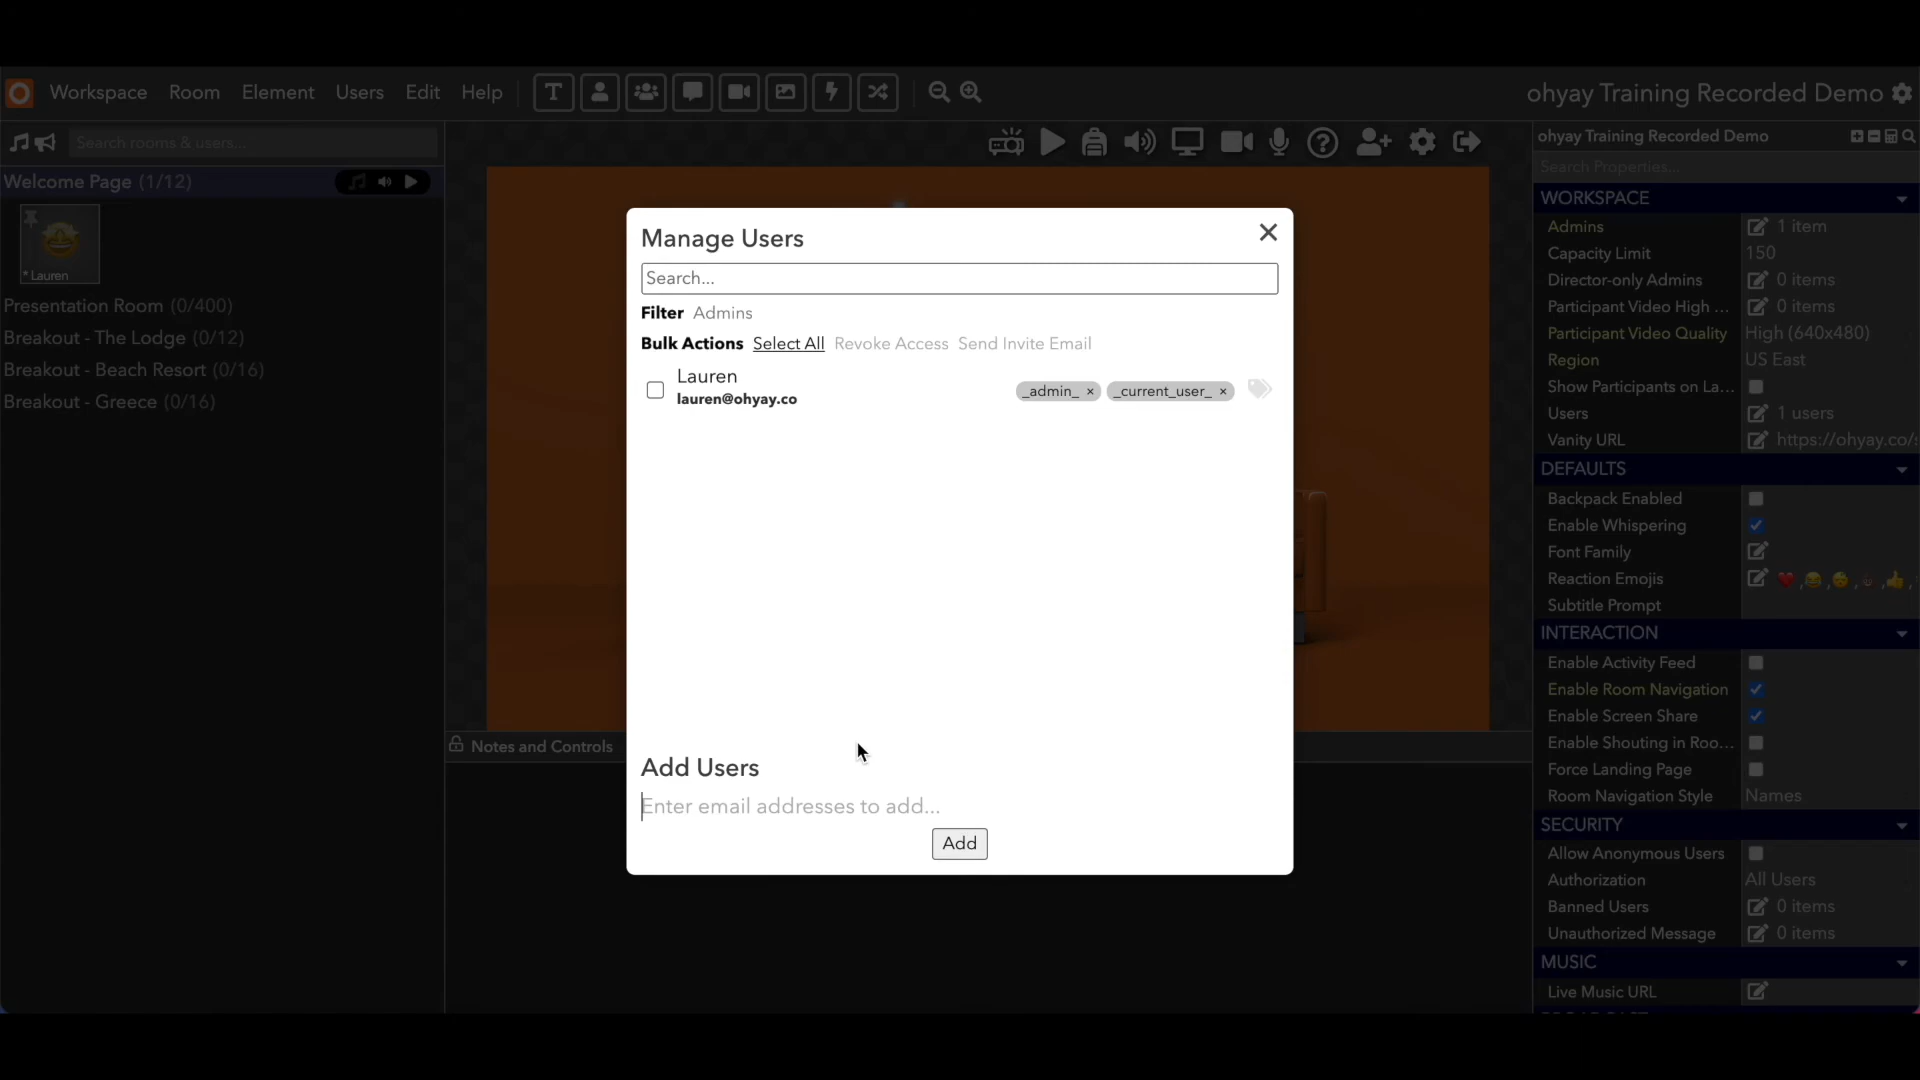 Workspace Room Element Users Edit Help
ohyay Training Recorded Demo
Search rooms & users...
Welcome Page (1/12)
* Lauren
Presentation Room (0/400)
Breakout - The Lodge (0/12)
Breakout - Beach Resort (0/16)
Breakout - Greece (0/16)
Manage Users
Search...
Filter Admins
Bulk Actions Select All Revoke Access Send Invite Email
Lauren
lauren@ohyay.co
_admin_ × _current_user_ ×
Add Users
Enter email addresses to add...
Add
Notes and Controls
ohyay Training Recorded Demo
Search Properties...
WORKSPACE
Admins 1 item
Capacity Limit 150
Director-only Admins 0 items
Participant Video High ... 0 items
Participant Video Quality High (640x480)
Region US East
Show Participants on La...
Users 1 users
Vanity URL https://ohyay.co/s
DEFAULTS
Backpack Enabled
Enable Whispering
Font Family
Reaction Emojis
Subtitle Prompt
INTERACTION
Enable Activity Feed
Enable Room Navigation
Enable Screen Share
Enable Shouting in Roo...
Force Landing Page
Room Navigation Style Names
SECURITY
Allow Anonymous Users
Authorization All Users
Banned Users 0 items
Unauthorized Message 0 items
MUSIC
Live Music URL